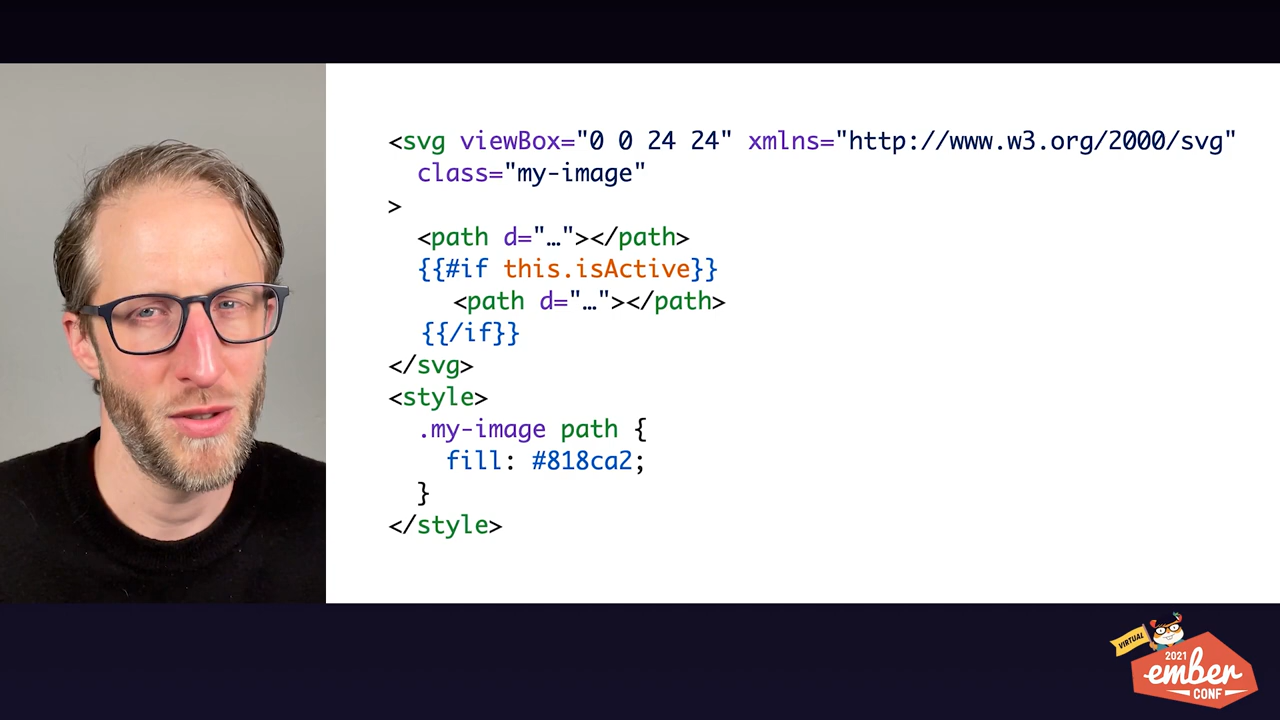 <svg viewBox="0 0 24 24" xmlns="http://www.w3.org/2000/svg"
class="my-image"
>
<path d="…"></path>
{{#if this.isActive}}
<path d="…"></path>
{{/if}}
</svg>
<style>
.my-image path {
fill: #818ca2;
}
</style>
VIRTUAL
2021
ember
CONF